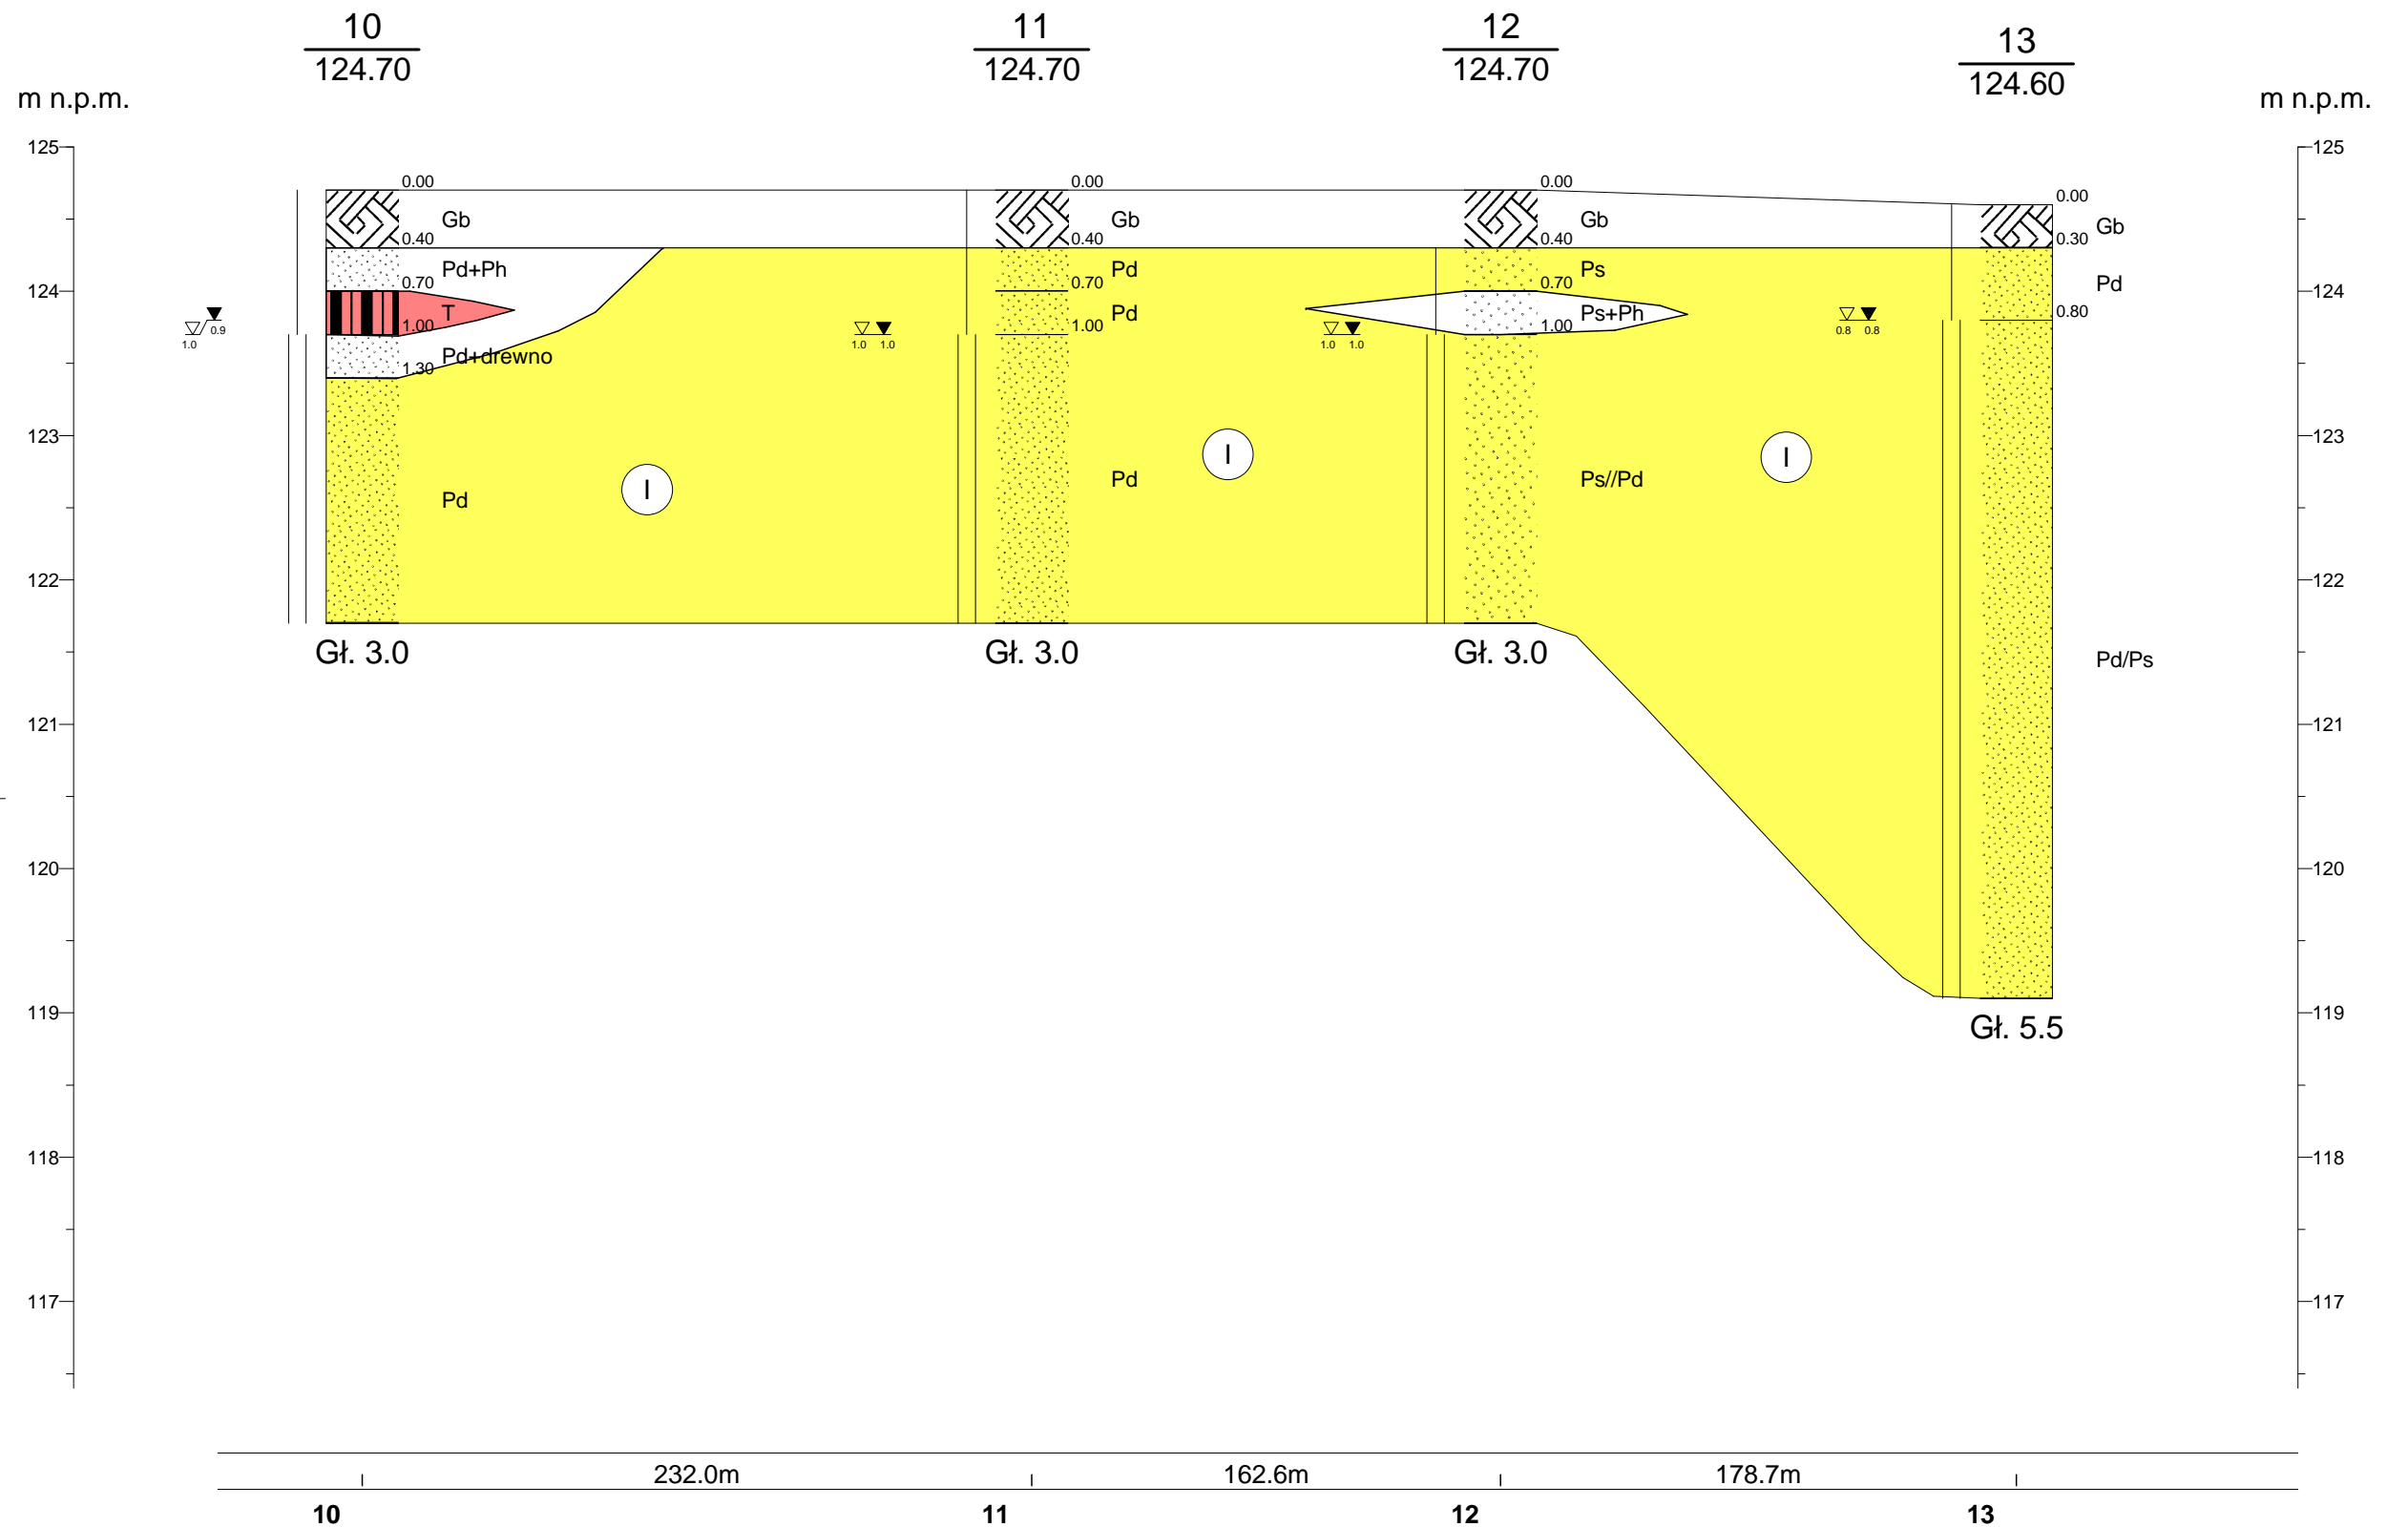 10 11 12 13
124.70 124.70 124.70 124.60
m n.p.m. m n.p.m.
125 125
0.00 0.00 0.00 0.00
Gb Gb Gb Gb
0.40 0.40 0.40 0.30
Pd+Ph Pd Ps Pd
124 0.70 0.70 0.70 124
T Pd Ps+Ph 0.80
1.00 1.00 1.00
1.0 0.9 1.0 1.0 1.0 1.0 0.8 0.8
Pd+drewno
1.30
123 123
I I I
Pd Pd Ps//Pd
122 122
Gł. 3.0 Gł. 3.0 Gł. 3.0 Pd/Ps
121 121
120 120
119 119
Gł. 5.5
118 118
117 117
232.0m 162.6m 178.7m
10 11 12 13